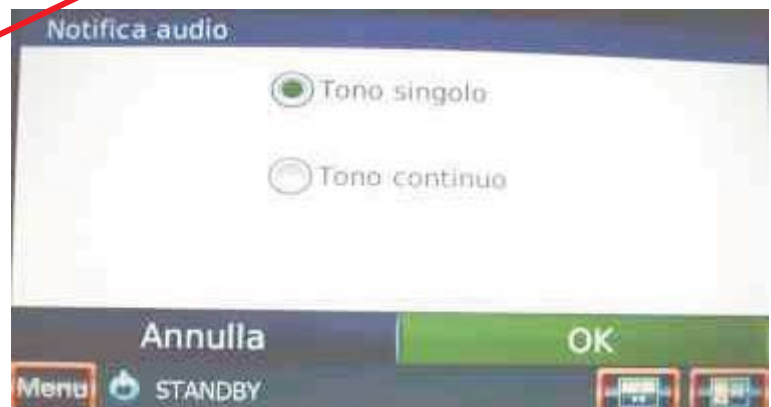 Notifica audio
Tono singolo
Tono continuo
Annulla OK
Menu STANDBY